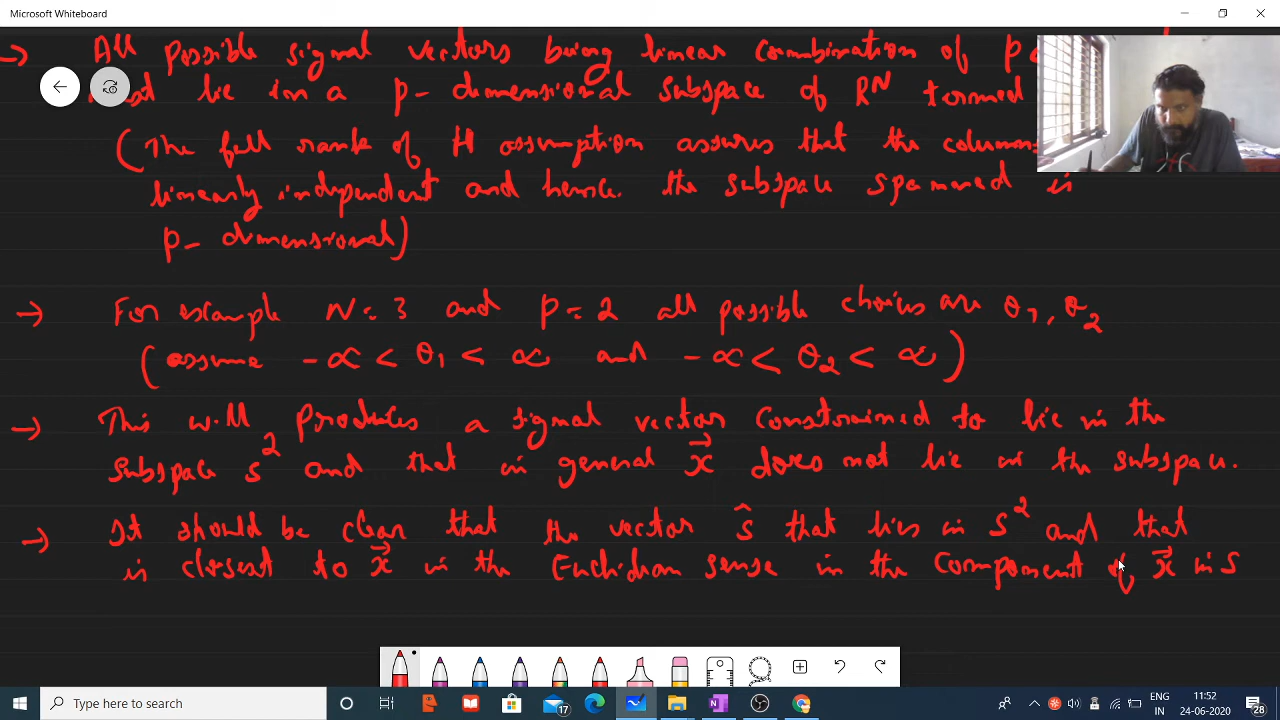 Microsoft Whiteboard
→ All possible signal vectors being linear combination of p
lie in a p- dimensional subspace of RN termed
(The full rank of H assumption assures that the columns
linearly independent and hence. the subspace spanned is
p- dimensional)
→ For example N = 3 and P = 2 all possible choices are θ1, θ2
(assume -∝ < θ1 < ∝ and -∝ < θ2 < ∝)
→ This will produces a signal vector constrained to lie in the
subspace s² and that in general x⃗ does not lie in the subspace.
→ It should be clear that the vector ŝ that lies in s² and that
is closest to x⃗ in the Euclidean sense in the component of x⃗ in S
17
Type here to search
ENG
IN
11:52
24-06-2020
28